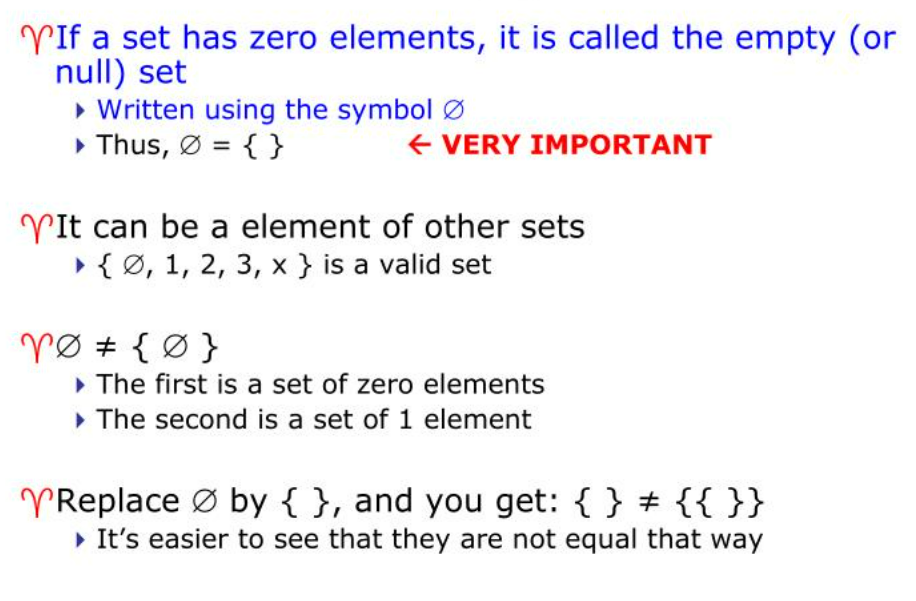 ♈If a set has zero elements, it is called the empty (or
null) set
Written using the symbol ∅
Thus, ∅ = { } ← VERY IMPORTANT
♈It can be a element of other sets
{ ∅, 1, 2, 3, x } is a valid set
♈∅ ≠ { ∅ }
The first is a set of zero elements
The second is a set of 1 element
♈Replace ∅ by { }, and you get: { } ≠ {{ }}
It’s easier to see that they are not equal that way